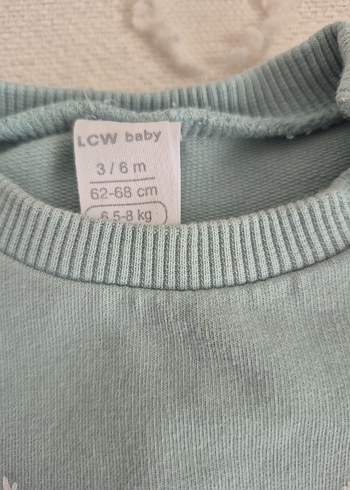 LCW baby
3 / 6 m
62-68 cm
6.5-8 kg